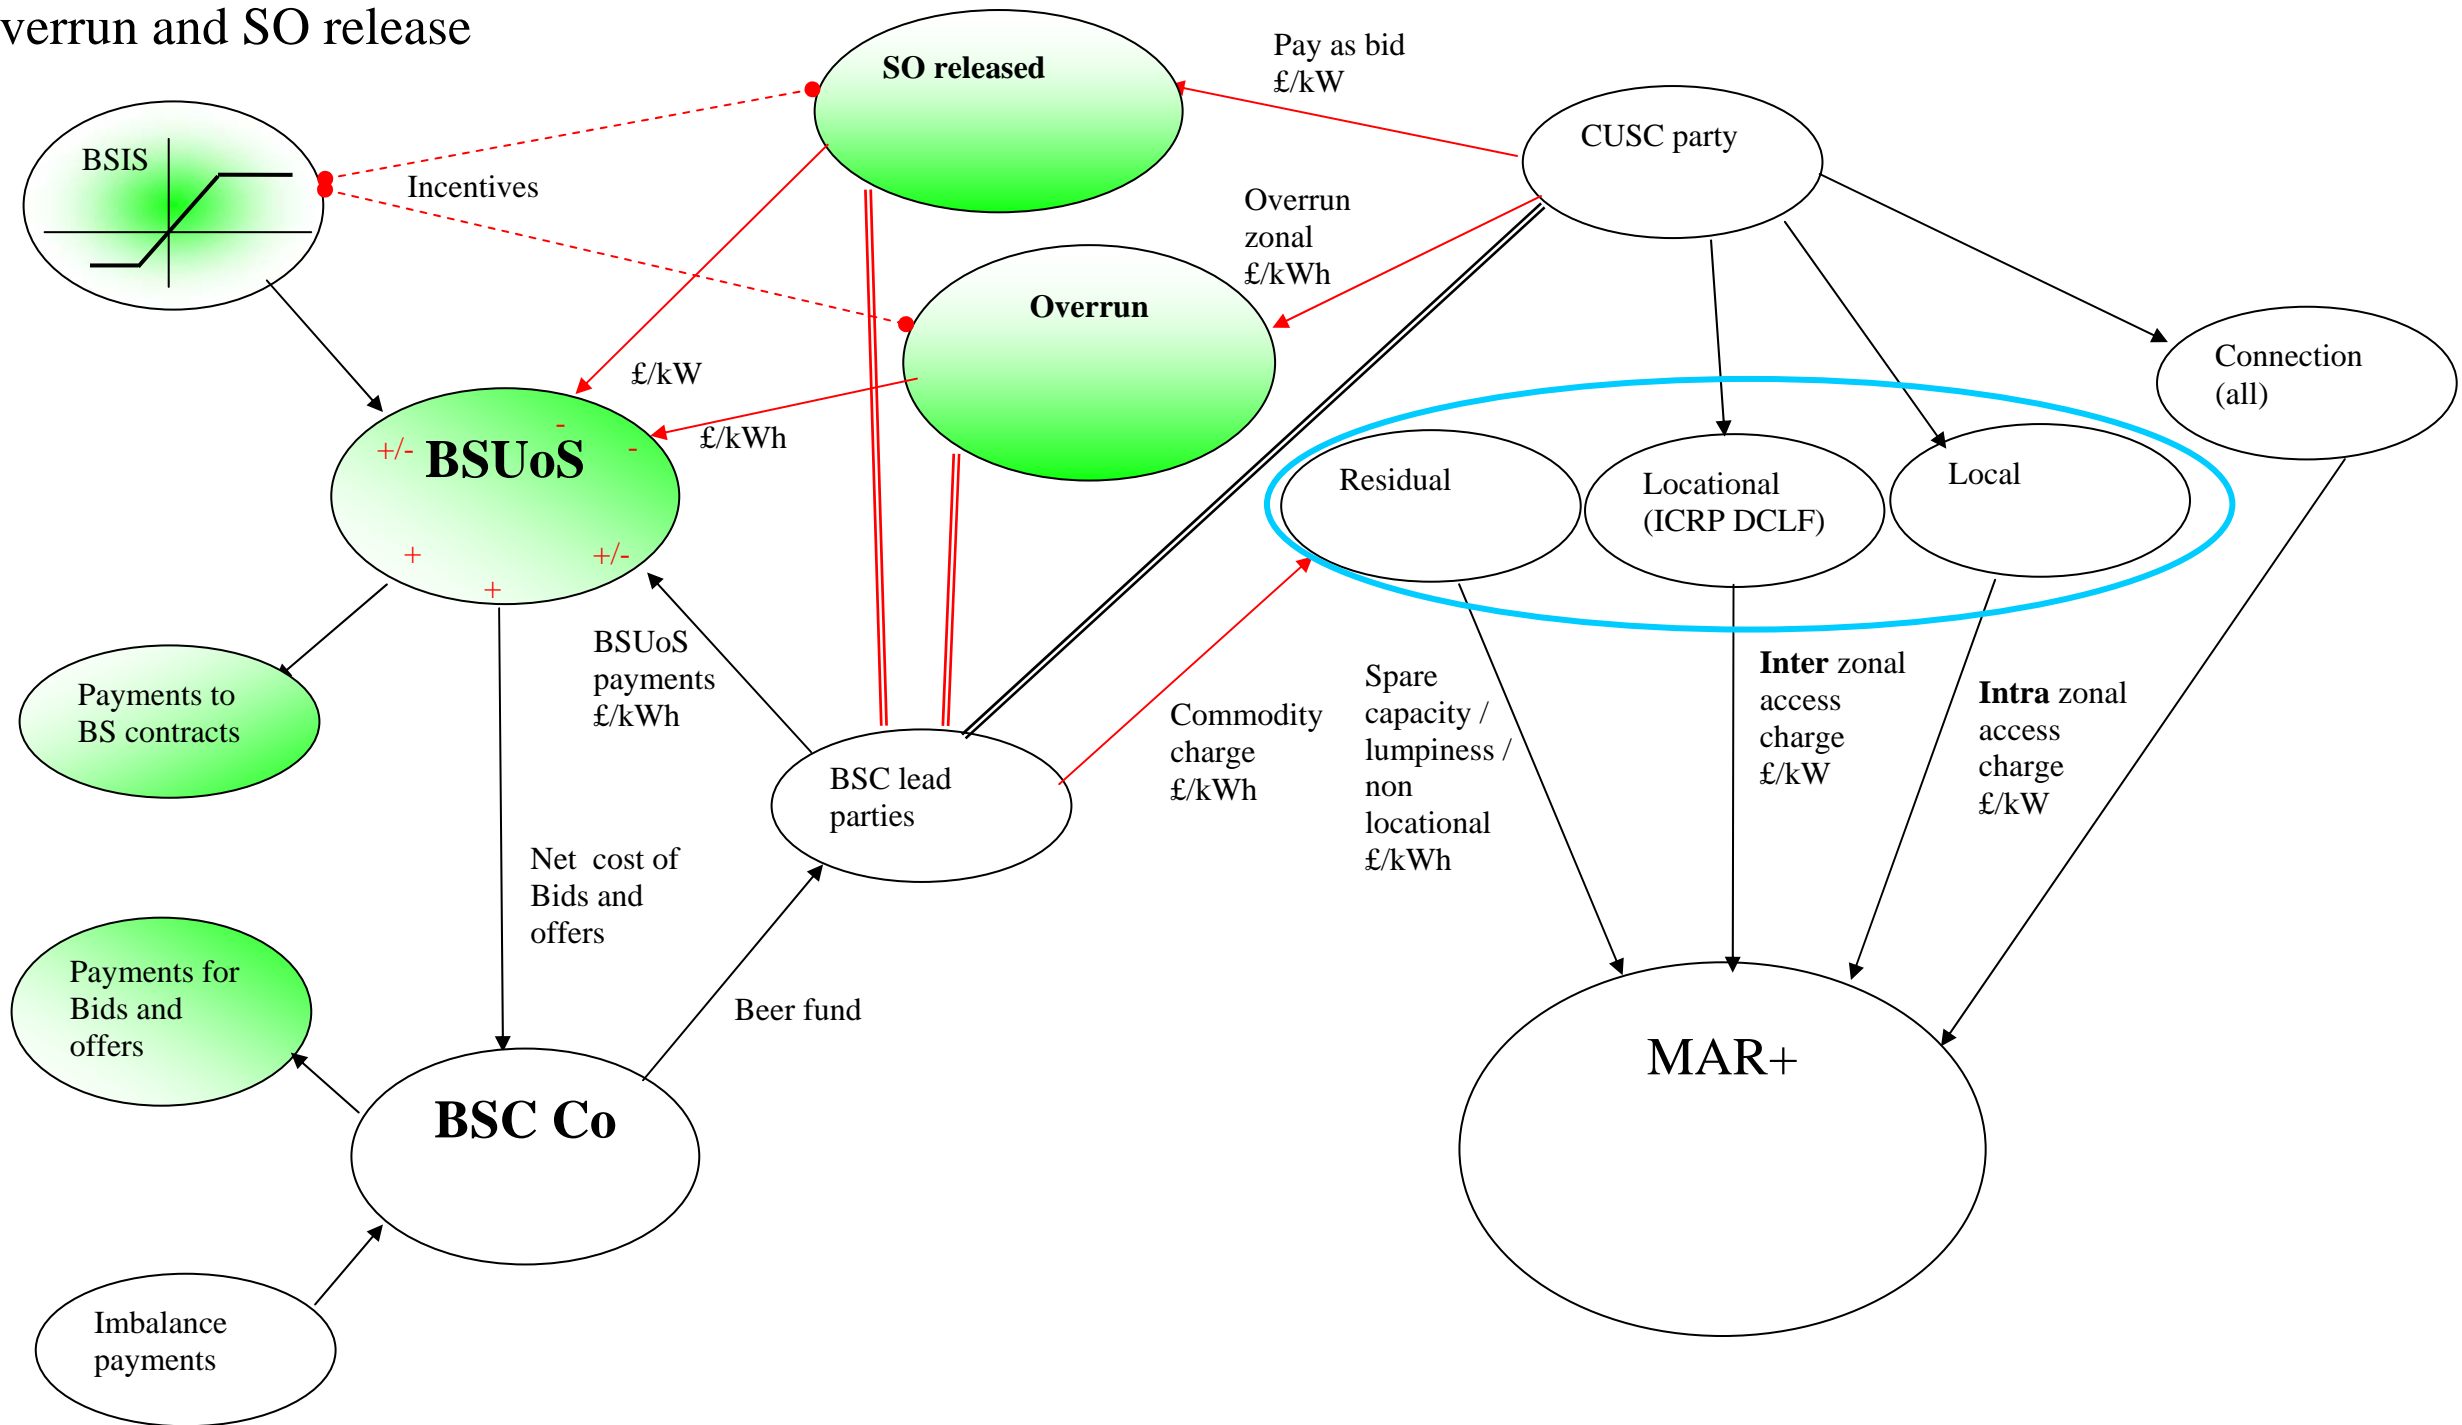 verrun and SO release
SO released
Pay as bid
£/kW
CUSC party
BSIS
Incentives
Overrun
zonal
£/kWh
Overrun
Connection
(all)
£/kW
£/kWh
+/-
-
-
BSUoS
+
+
+/-
Residual
Locational
(ICRP DCLF)
Local
Payments to
BS contracts
BSUoS
payments
£/kWh
BSC lead
parties
Commodity
charge
£/kWh
Spare
capacity /
lumpiness /
non
locational
£/kWh
Inter zonal
access
charge
£/kW
Intra zonal
access
charge
£/kW
Net cost of
Bids and
offers
Payments for
Bids and
offers
Beer fund
BSC Co
MAR+
Imbalance
payments